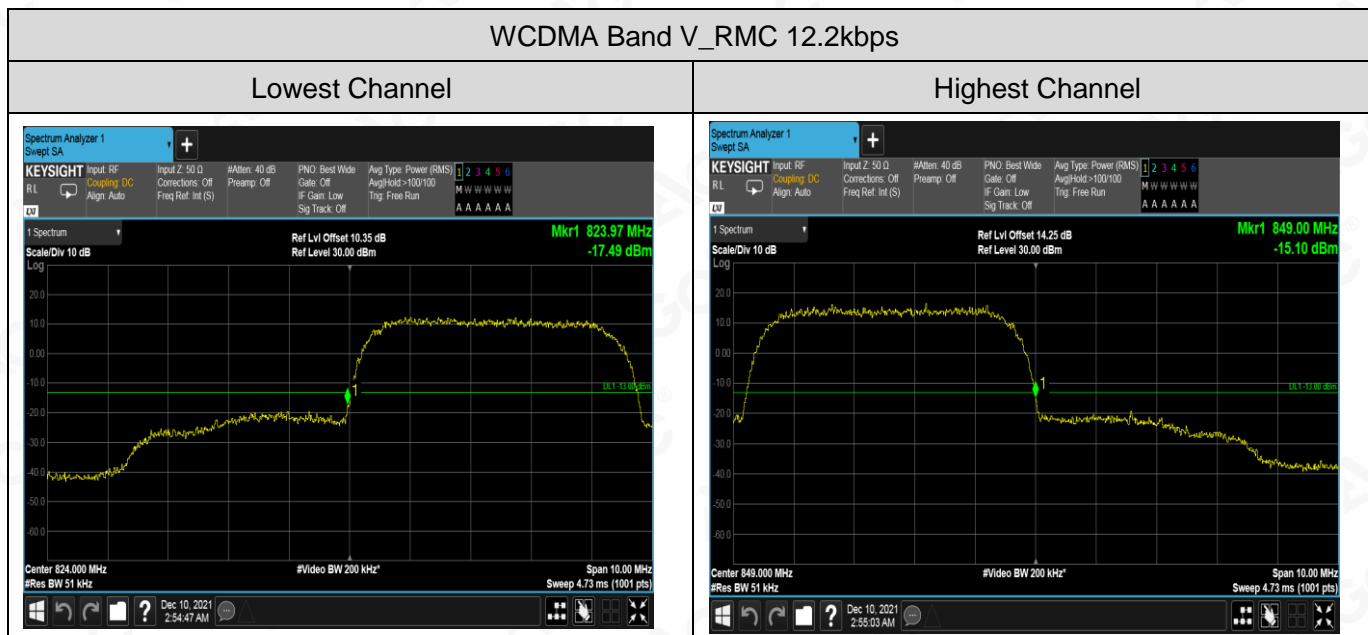 WCDMA Band V_RMC 12.2kbps
Lowest Channel
Highest Channel
Spectrum Analyzer 1
Swept SA
+
KEYSIGHT
RL
LXI
Input: RF
Coupling: DC
Align: Auto
Input Z: 50 Ω
Corrections: Off
Freq Ref: Int (S)
#Atten: 40 dB
Preamp: Off
PNO: Best Wide
Gate: Off
IF Gain: Low
Sig Track: Off
Avg Type: Power (RMS)
Avg|Hold:>100/100
Trig: Free Run
1 2 3 4 5 6
M W W W W W
A A A A A A
1 Spectrum
Scale/Div 10 dB
Log
Ref Lvl Offset 10.35 dB
Ref Level 30.00 dBm
Mkr1 823.97 MHz
-17.49 dBm
20.0
10.0
0.00
-10.0
-20.0
-30.0
-40.0
-50.0
-60.0
1
DL1 -13.00 dBm
Center 824.000 MHz
#Res BW 51 kHz
#Video BW 200 kHz*
Span 10.00 MHz
Sweep 4.73 ms (1001 pts)
?
Dec 10, 2021
2:54:47 AM
Spectrum Analyzer 1
Swept SA
+
KEYSIGHT
RL
LXI
Input: RF
Coupling: DC
Align: Auto
Input Z: 50 Ω
Corrections: Off
Freq Ref: Int (S)
#Atten: 40 dB
Preamp: Off
PNO: Best Wide
Gate: Off
IF Gain: Low
Sig Track: Off
Avg Type: Power (RMS)
Avg|Hold:>100/100
Trig: Free Run
1 2 3 4 5 6
M W W W W W
A A A A A A
1 Spectrum
Scale/Div 10 dB
Log
Ref Lvl Offset 14.25 dB
Ref Level 30.00 dBm
Mkr1 849.00 MHz
-15.10 dBm
20.0
10.0
0.00
-10.0
-20.0
-30.0
-40.0
-50.0
-60.0
1
DL1 -13.00 dBm
Center 849.000 MHz
#Res BW 51 kHz
#Video BW 200 kHz*
Span 10.00 MHz
Sweep 4.73 ms (1001 pts)
?
Dec 10, 2021
2:55:03 AM